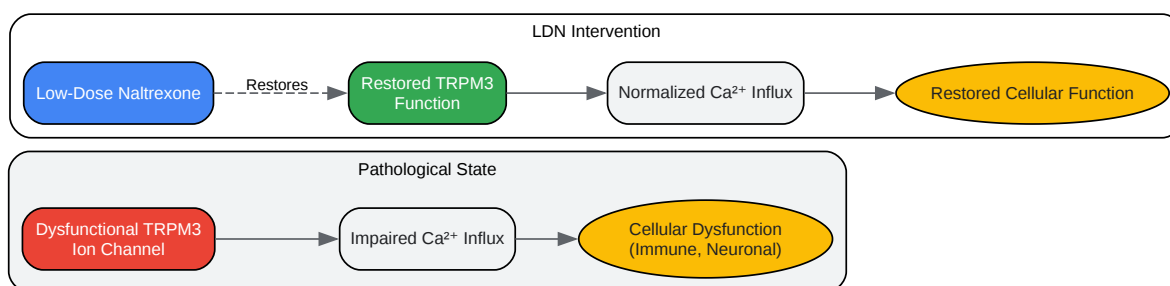 LDN Intervention
Low-Dose Naltrexone
Restores
Restored TRPM3
Function
Normalized Ca²⁺ Influx
Restored Cellular Function
Pathological State
Dysfunctional TRPM3
Ion Channel
Impaired Ca²⁺ Influx
Cellular Dysfunction
(Immune, Neuronal)